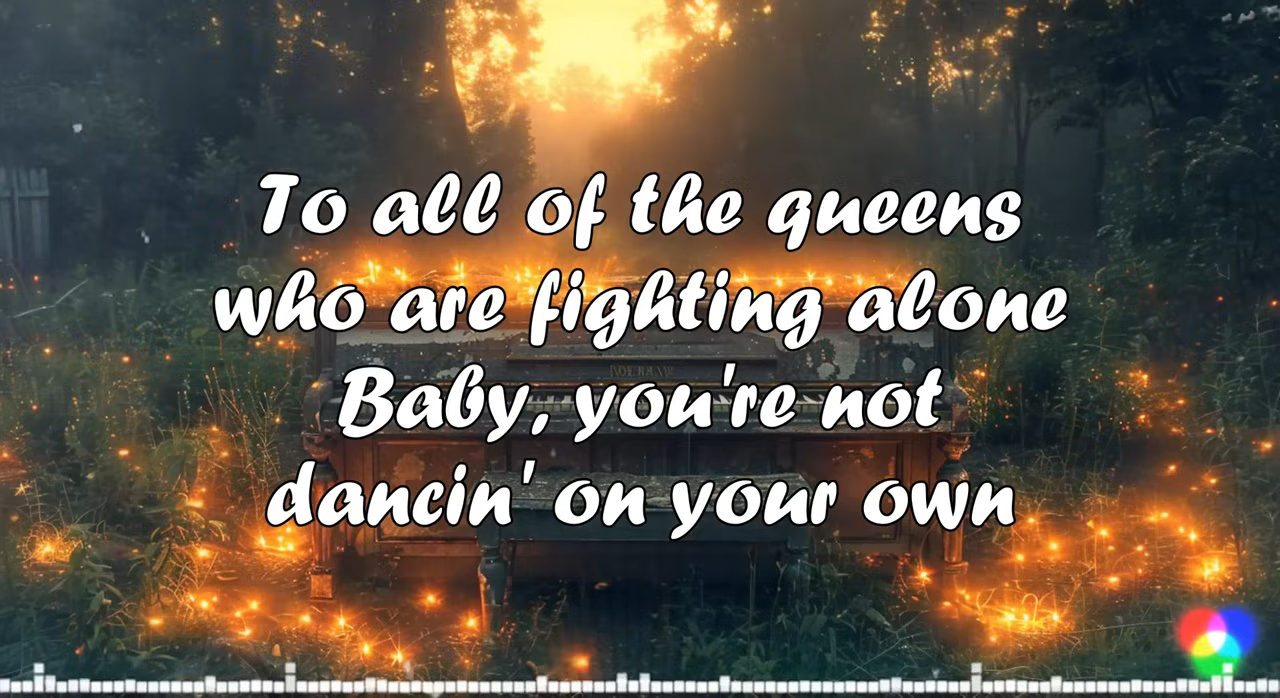 To all of the queens
who are fighting alone
Baby, you're not
dancin' on your own